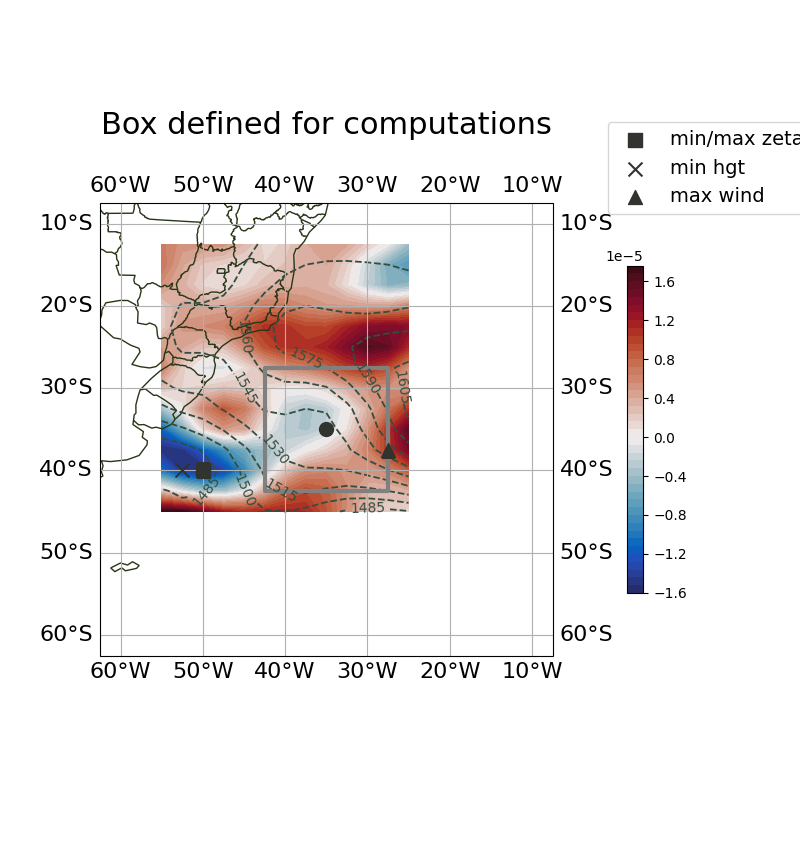 Box defined for computations
min/max zeta
min hgt
max wind
60°W 50°W 40°W 30°W 20°W 10°W
10°S 10°S
20°S 20°S
30°S 30°S
40°S 40°S
50°S 50°S
60°S 60°S
60°W 50°W 40°W 30°W 20°W 10°W
1560
1575
1590
1605
1545
1530
1515
1500
1485
1485
1e−5
1.6
1.2
0.8
0.4
0.0
−0.4
−0.8
−1.2
−1.6